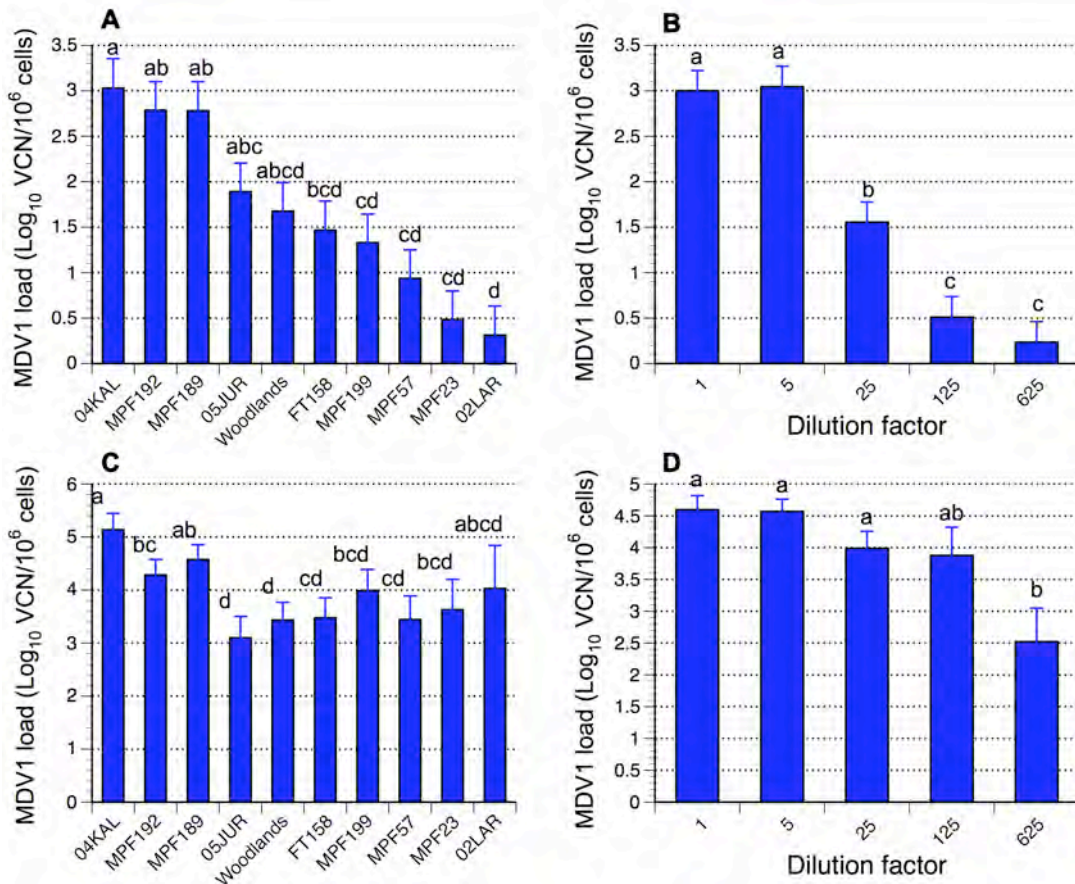 A
MDV1 load (Log10 VCN/10^6 cells)
3.5
3
2.5
2
1.5
1
0.5
0
a
ab
ab
abc
abcd
bcd
cd
cd
cd
d
04KAL
MPF192
MPF189
05JUR
Woodlands
FT158
MPF199
MPF57
MPF23
02LAR
B
MDV1 load (Log10 VCN/10^6 cells)
3.5
3
2.5
2
1.5
1
0.5
0
a
a
b
c
c
1
5
25
125
625
Dilution factor
C
MDV1 load (Log10 VCN/10^6 cells)
6
5
4
3
2
1
0
a
bc
ab
d
d
cd
bcd
cd
bcd
abcd
04KAL
MPF192
MPF189
05JUR
Woodlands
FT158
MPF199
MPF57
MPF23
02LAR
D
MDV1 load (Log10 VCN/10^6 cells)
5
4.5
4
3.5
3
2.5
2
1.5
1
0.5
0
a
a
a
ab
b
1
5
25
125
625
Dilution factor